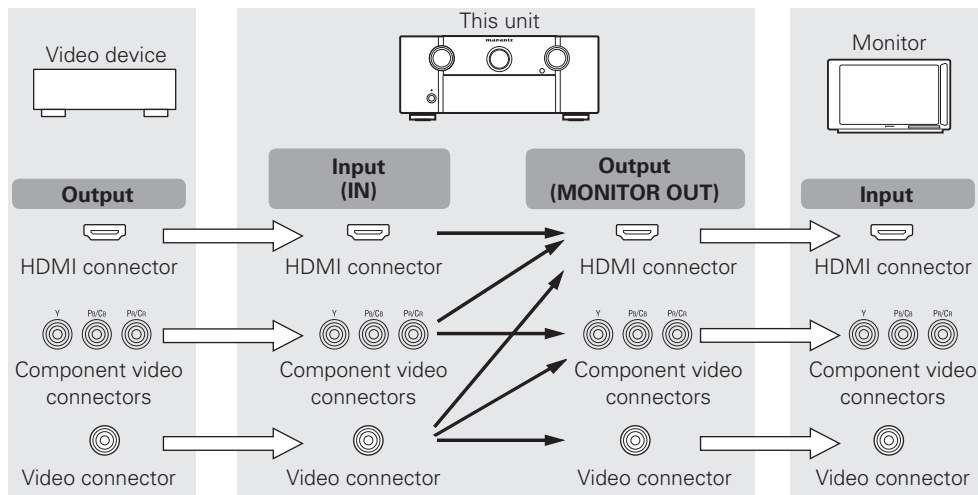 This unit
Video device
marantz
Monitor
Output
Input
(IN)
Output
(MONITOR OUT)
Input
HDMI connector
HDMI connector
HDMI connector
HDMI connector
Y PB/CB PR/CR
Y PB/CB PR/CR
Y PB/CB PR/CR
Y PB/CB PR/CR
Component video
connectors
Component video
connectors
Component video
connectors
Component video
connectors
Video connector
Video connector
Video connector
Video connector